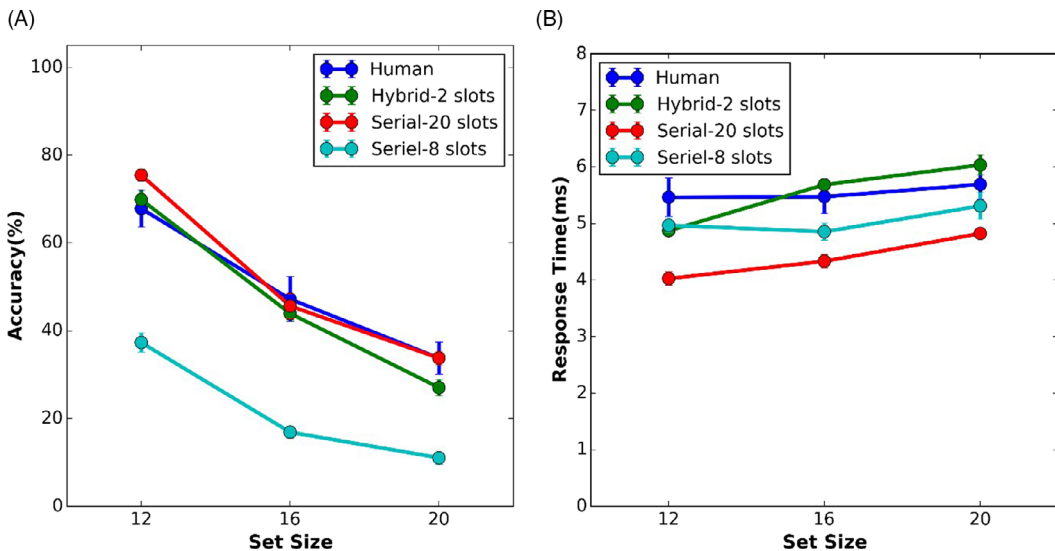 (A)
Accuracy(%)
100
80
60
40
20
0
12
16
20
Set Size
Human
Hybrid-2 slots
Serial-20 slots
Seriel-8 slots
(B)
Response Time(ms)
8
7
6
5
4
3
2
1
0
12
16
20
Set Size
Human
Hybrid-2 slots
Serial-20 slots
Seriel-8 slots